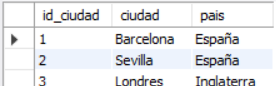 id_ciudad ciudad pais
1 Barcelona España
2 Sevilla España
3 Londres Inglaterra